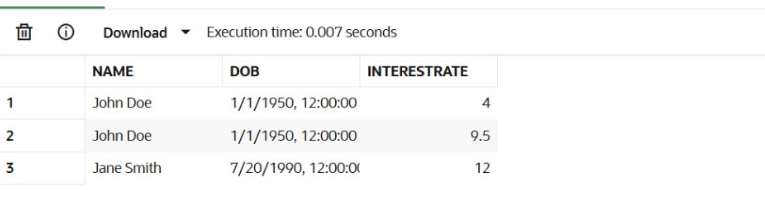 Download Execution time: 0.007 seconds
NAME DOB INTERESTRATE
1 John Doe 1/1/1950, 12:00:00 4
2 John Doe 1/1/1950, 12:00:00 9.5
3 Jane Smith 7/20/1990, 12:00:0 12